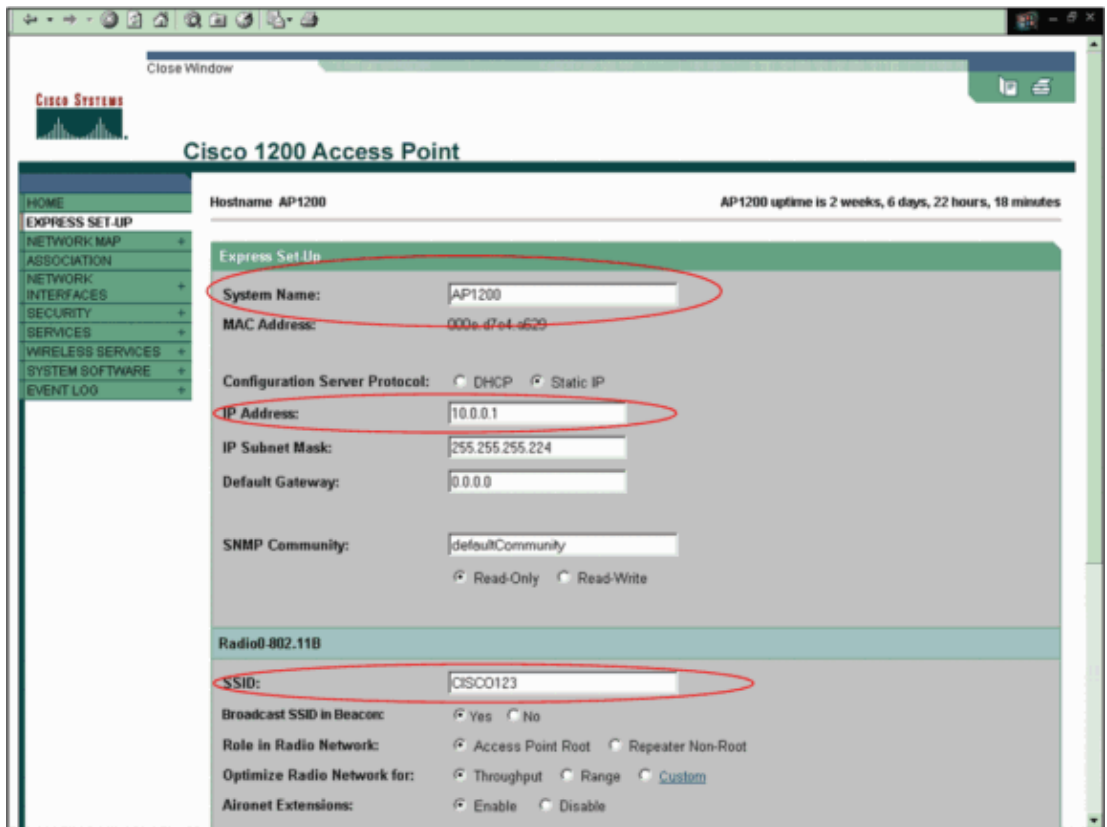 Close Window
CISCO SYSTEMS
Cisco 1200 Access Point
HOME
EXPRESS SET-UP
NETWORK MAP +
ASSOCIATION
NETWORK INTERFACES +
SECURITY +
SERVICES +
WIRELESS SERVICES +
SYSTEM SOFTWARE +
EVENT LOG +
Hostname AP1200
AP1200 uptime is 2 weeks, 6 days, 22 hours, 18 minutes
Express Set-Up
System Name: AP1200
MAC Address: 000e.d7e4.a629
Configuration Server Protocol: DHCP Static IP
IP Address: 10.0.0.1
IP Subnet Mask: 255.255.255.224
Default Gateway: 0.0.0.0
SNMP Community: defaultCommunity
Read-Only Read-Write
Radio0-802.11B
SSID: CISCO123
Broadcast SSID in Beacon: Yes No
Role in Radio Network: Access Point Root Repeater Non-Root
Optimize Radio Network for: Throughput Range Custom
Aironet Extensions: Enable Disable